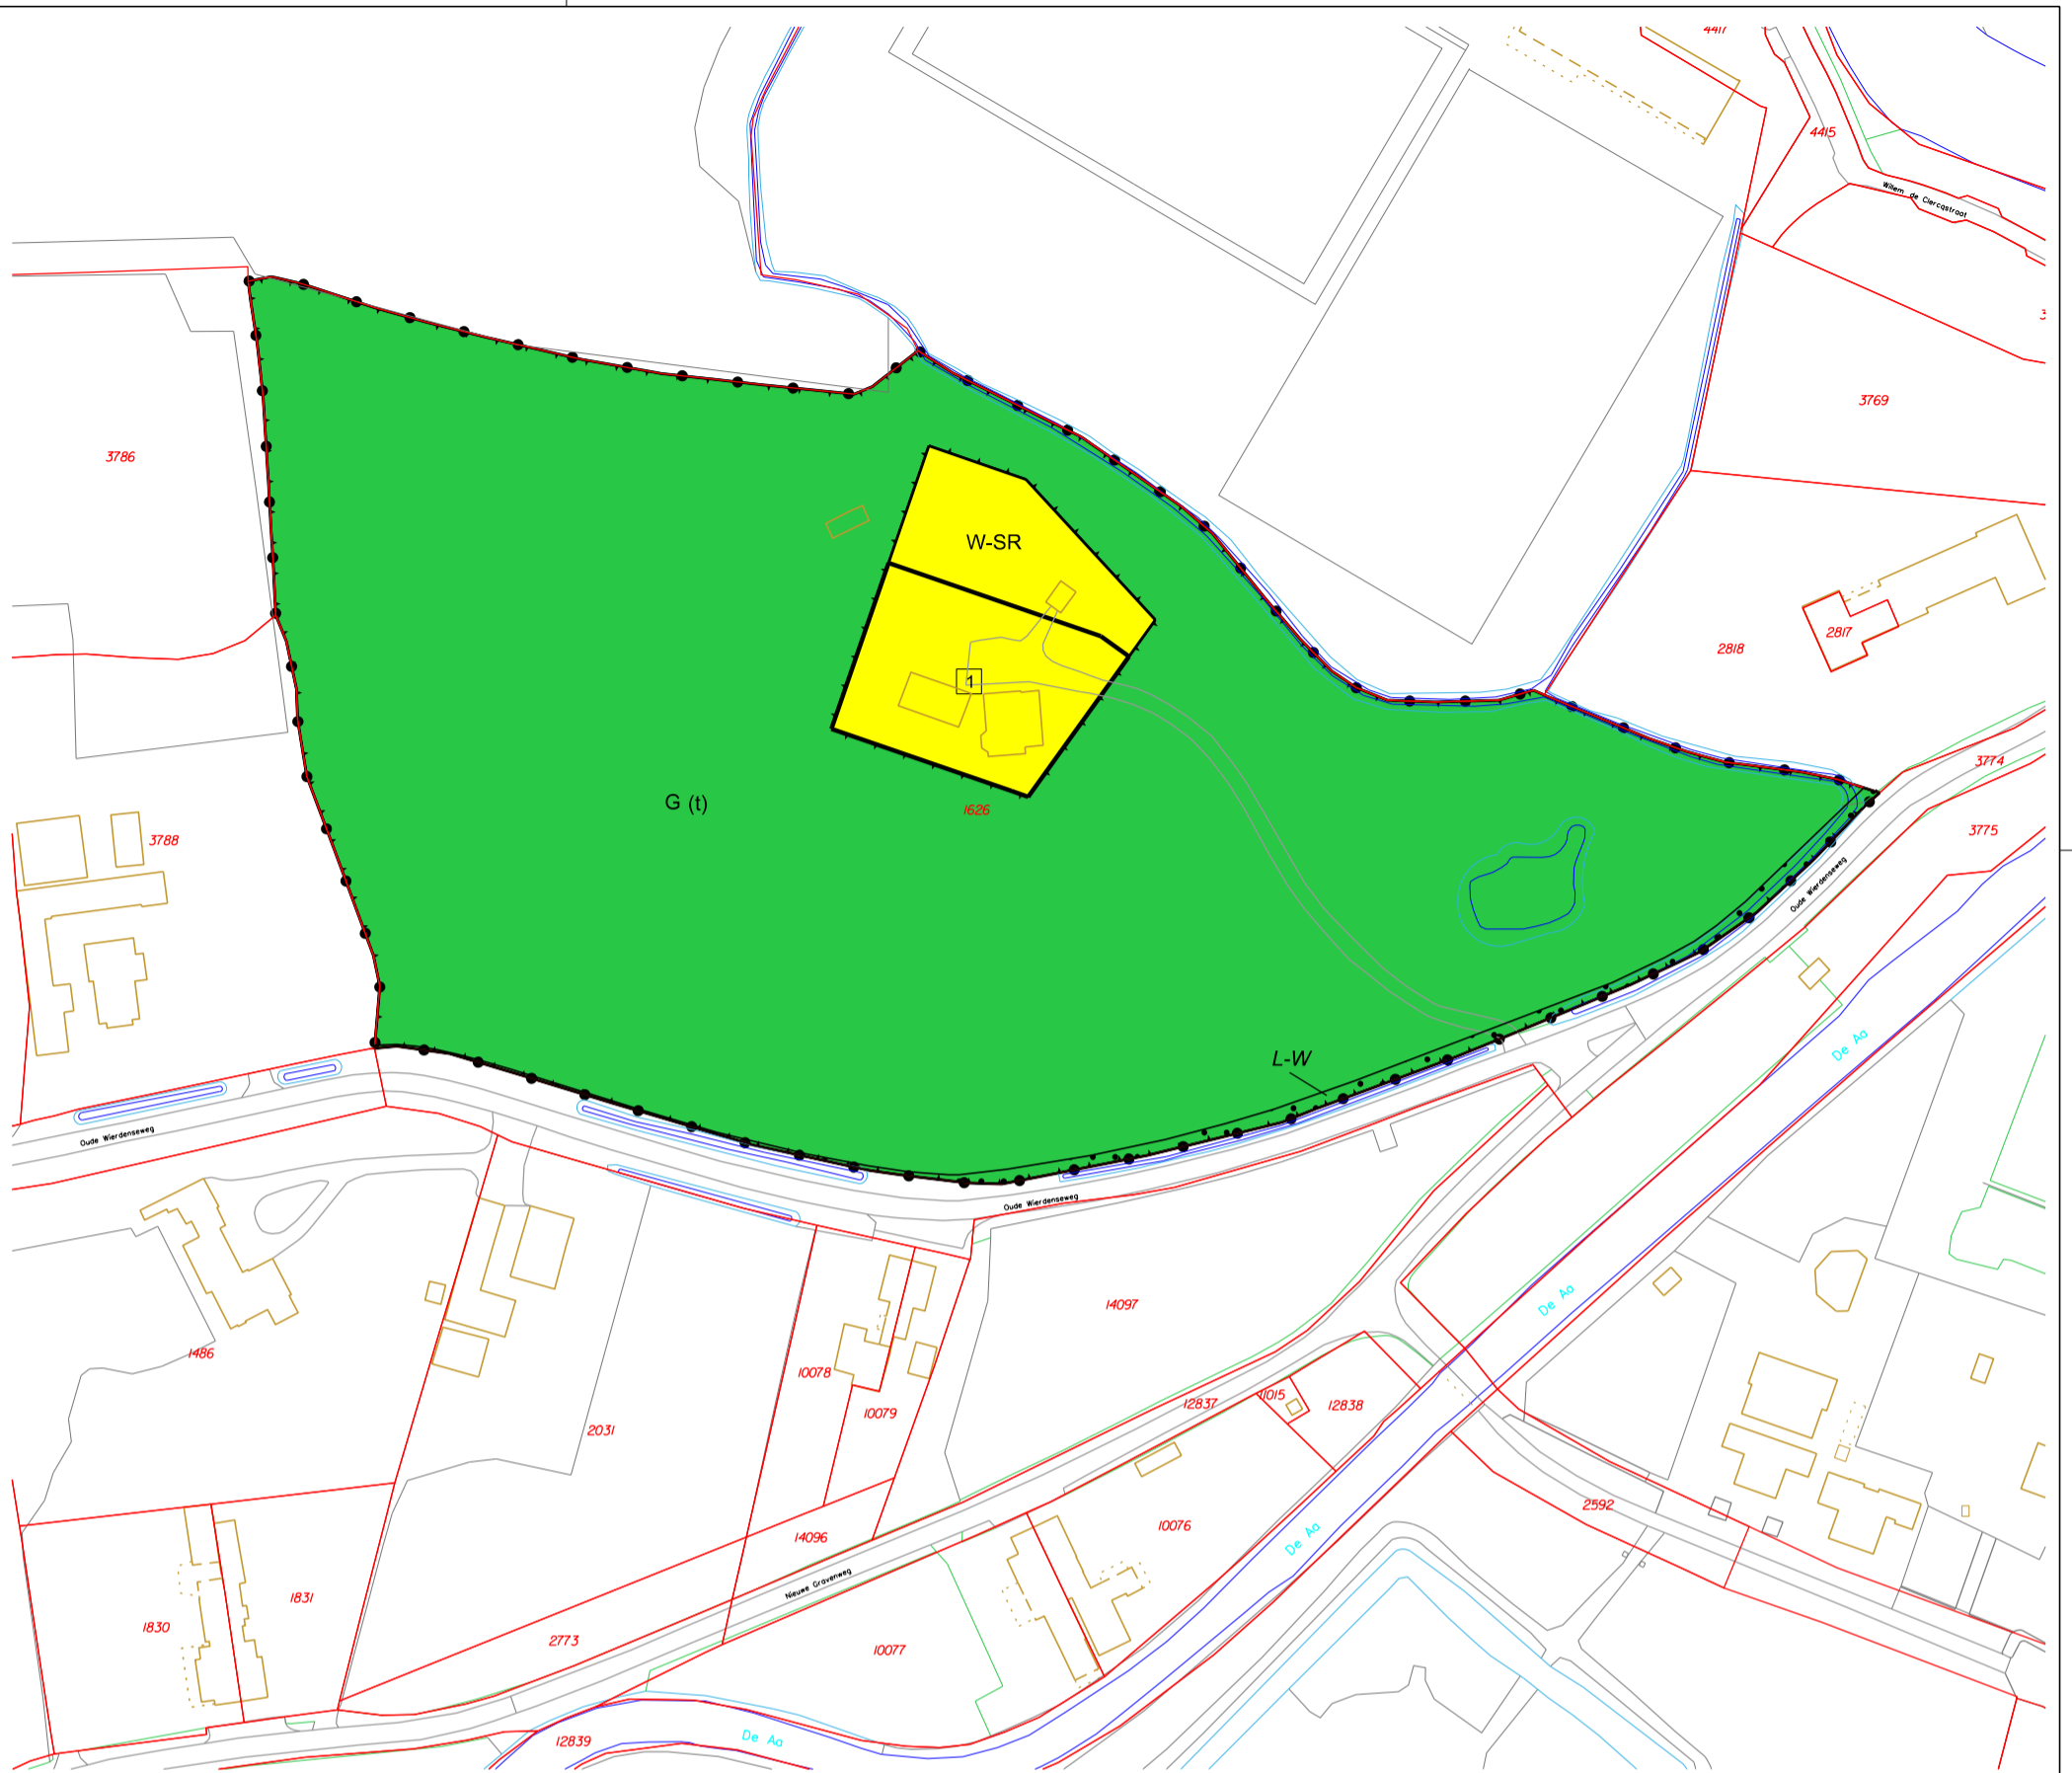 4417
4415
Willem de Clercqstraat
3769
3786
W-SR
2817
2818
1
3774
G (t)
1626
3775
3788
Oude Wierdenseweg
De Aa
L-W
Oude Wierdenseweg
Oude Wierdenseweg
De Aa
14097
1486
10078
11015
12837
12838
10079
2031
2592
10076
14096
De Aa
Nieuwe Gravenweg
1831
1830
2773
10077
12839
De Aa